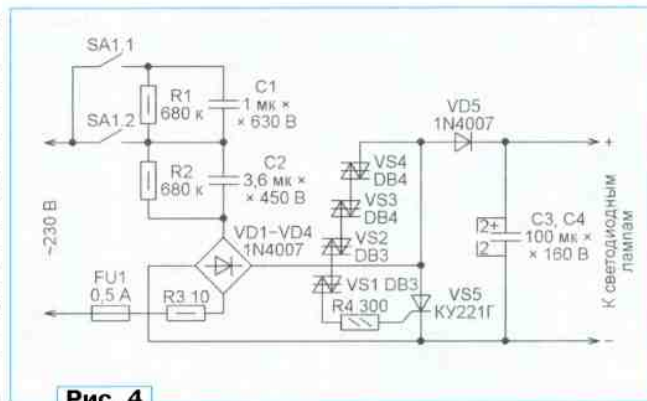 SA1.1
R1
680 к
C1
1 мк ×
× 630 В
SA1.2
R2
680 к
C2
3,6 мк ×
× 450 В
~230 В
VD1–VD4
1N4007
FU1
0,5 А
R3 10
VS4
DB4
VS3
DB4
VS2
DB3
VS1 DB3
R4 300
VD5
1N4007
2+
2
C3, C4
100 мк ×
× 160 В
VS5
КУ221Г
+
–
К светодиодным
лампам
Рис. 4